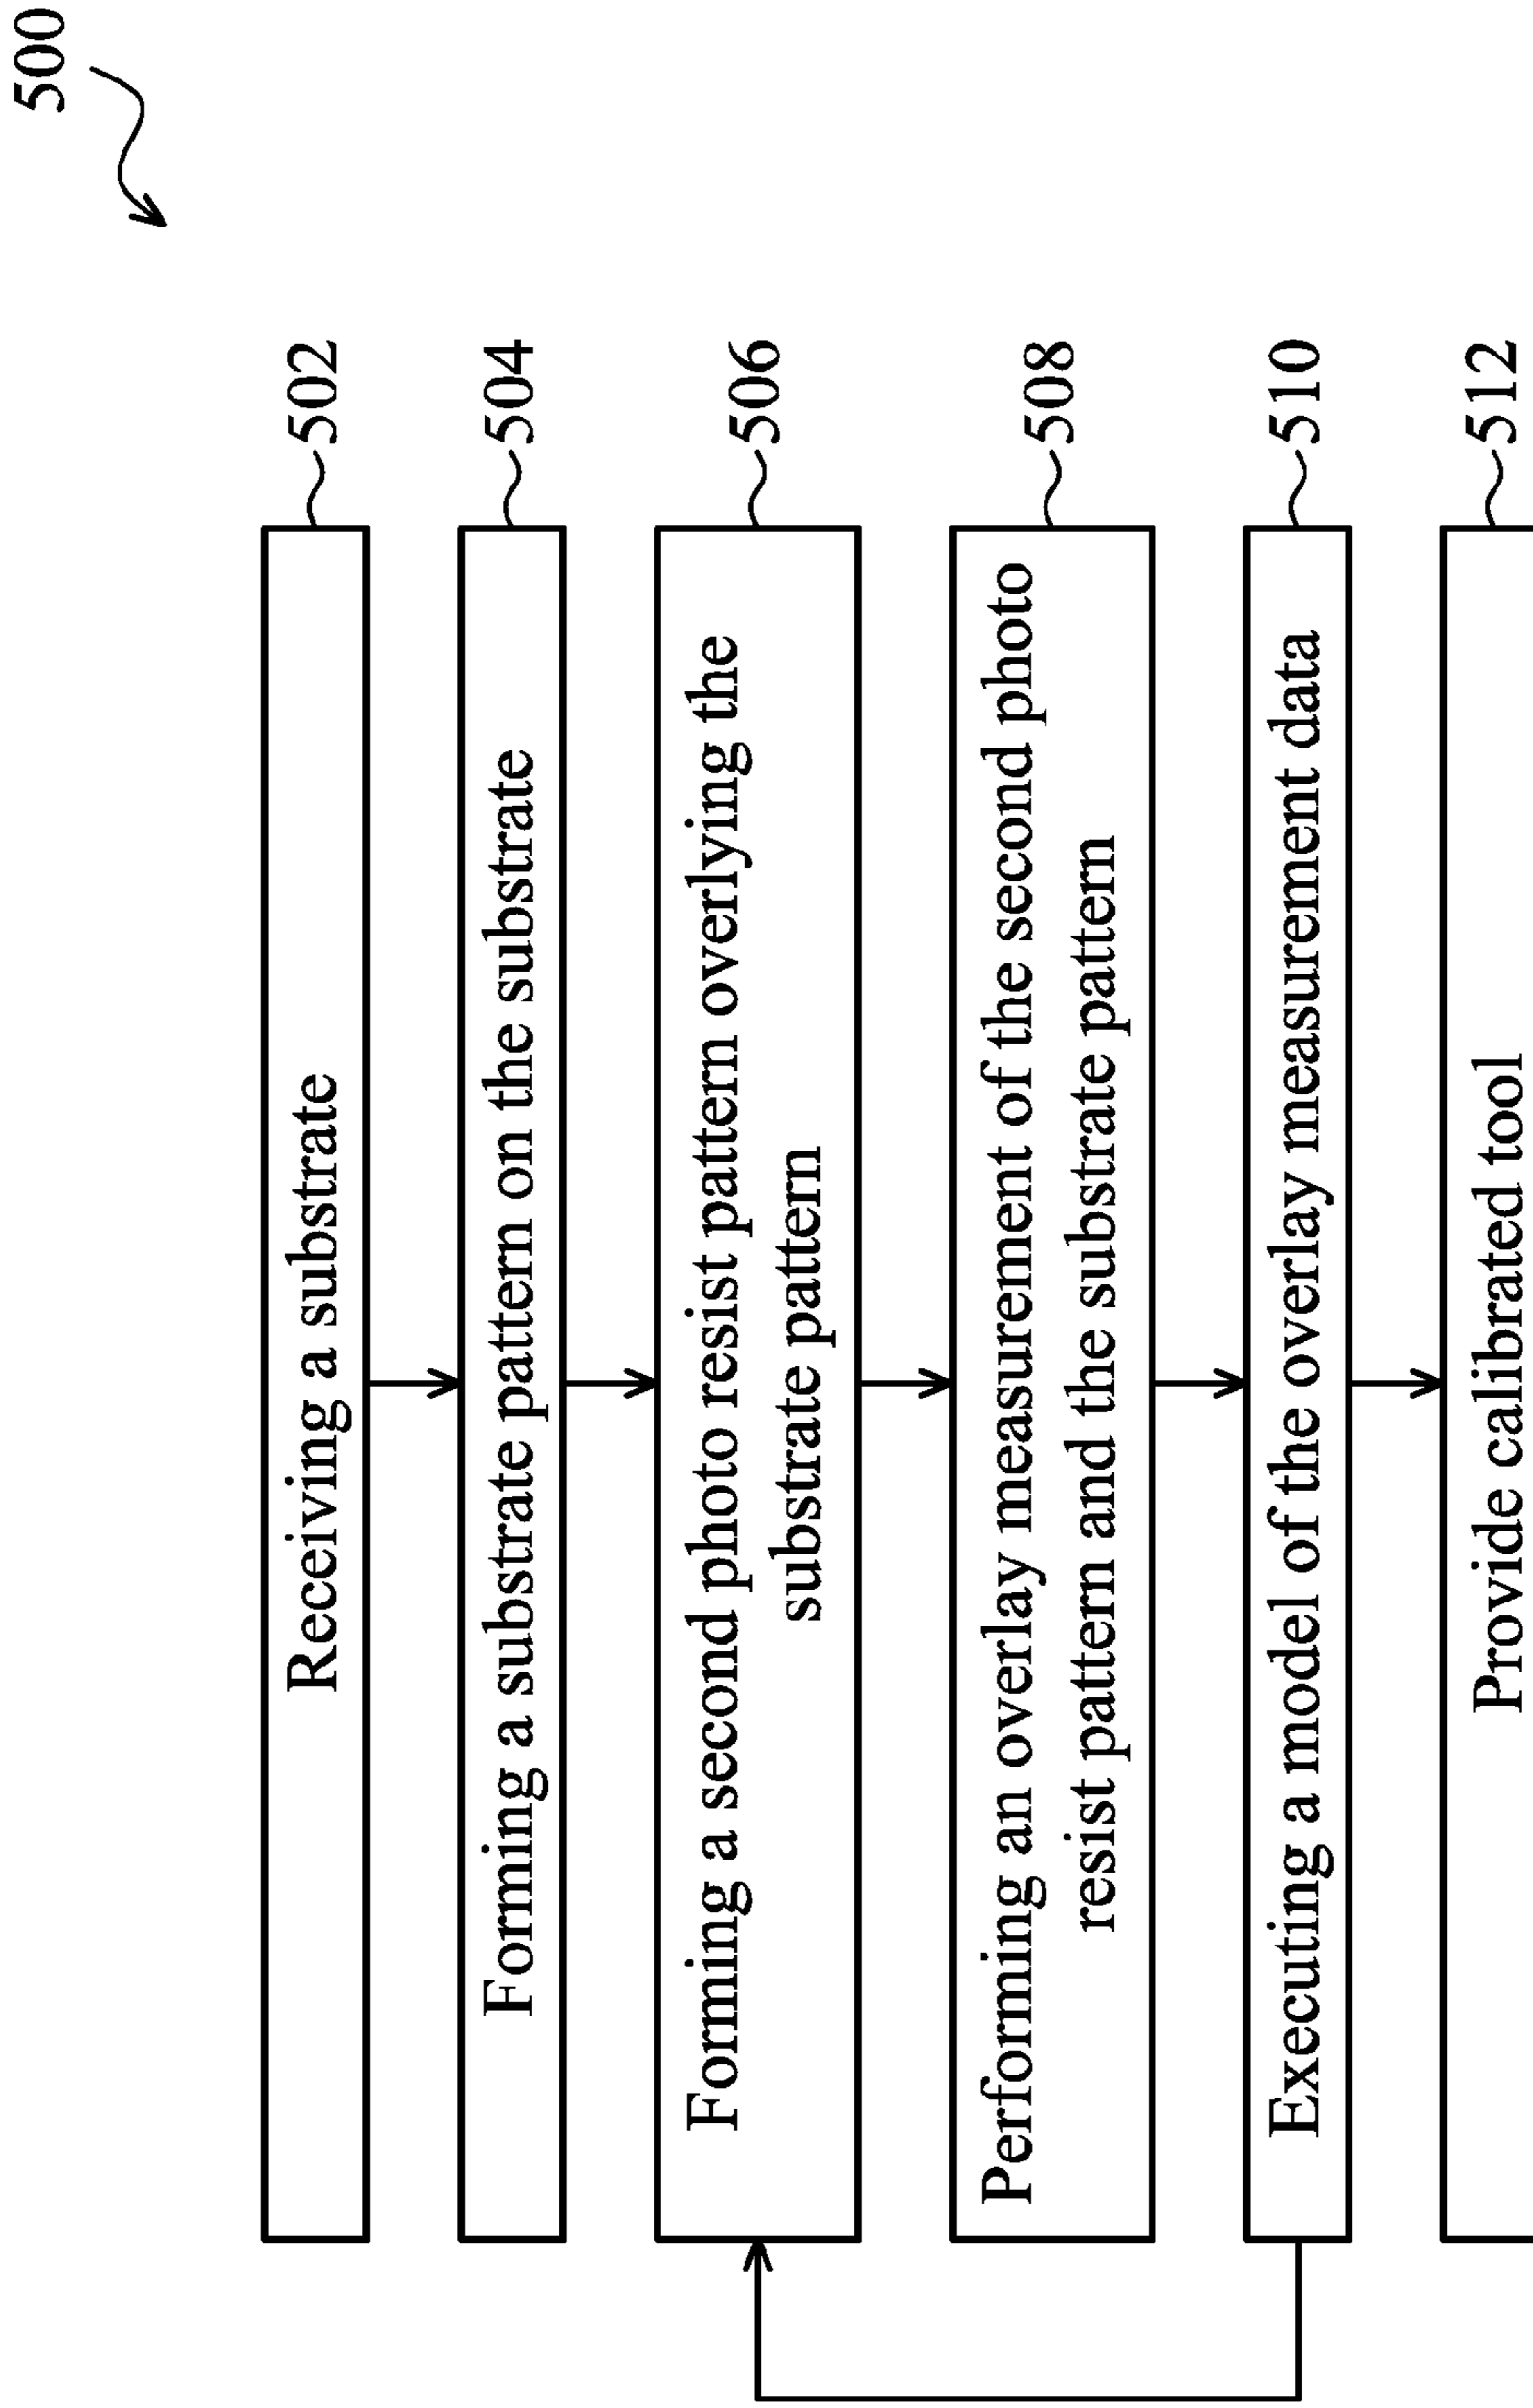 500
Receiving a substrate
502
Forming a substrate pattern on the substrate
504
Forming a second photo resist pattern overlying the
substrate pattern
506
Performing an overlay measurement of the second photo
resist pattern and the substrate pattern
508
Executing a model of the overlay measurement data
510
Provide calibrated tool
512